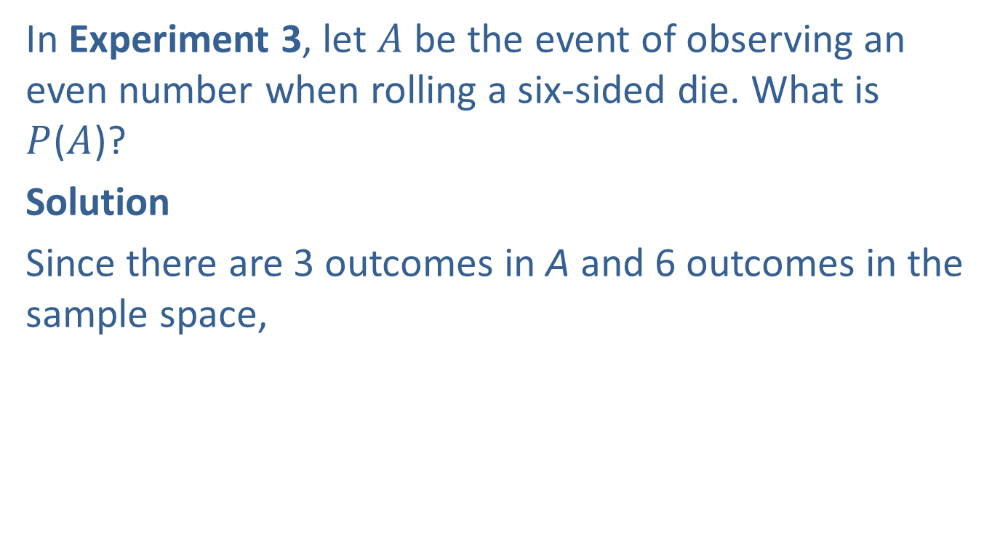 In Experiment 3, let A be the event of observing an
even number when rolling a six-sided die. What is
P(A)?
Solution
Since there are 3 outcomes in A and 6 outcomes in the
sample space,